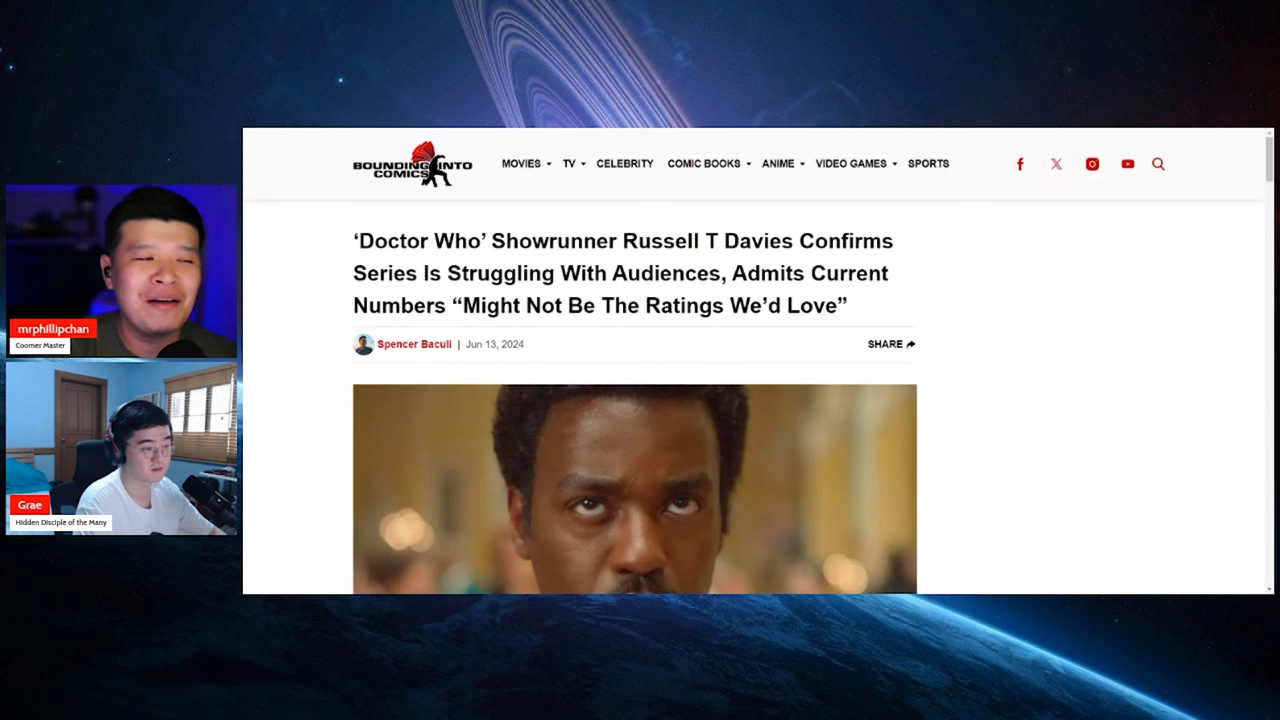 BOUNDING INTO
COMICS
MOVIES TV CELEBRITY COMIC BOOKS ANIME VIDEO GAMES SPORTS
‘Doctor Who’ Showrunner Russell T Davies Confirms
Series Is Struggling With Audiences, Admits Current
Numbers “Might Not Be The Ratings We’d Love”
Spencer Baculi | Jun 13, 2024
SHARE
mrphillipchan
Coomer Master
Grae
Hidden Disciple of the Many